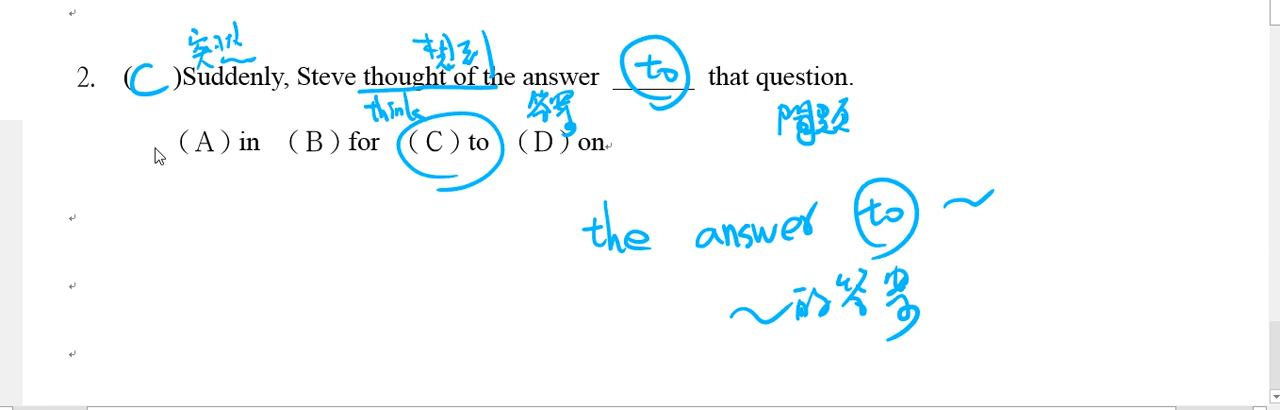 突然 想到
2. (C)Suddenly, Steve thought of the answer to that question.
think 答案 問題
(A) in (B) for (C) to (D) on
the answer to ~
~的答案